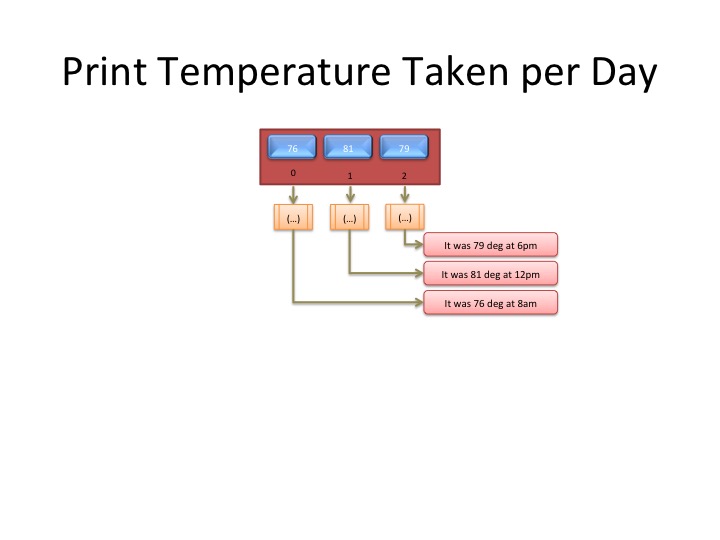 Print Temperature Taken per Day
76 81 79
0 1 2
(…) (…) (…)
It was 79 deg at 6pm
It was 81 deg at 12pm
It was 76 deg at 8am